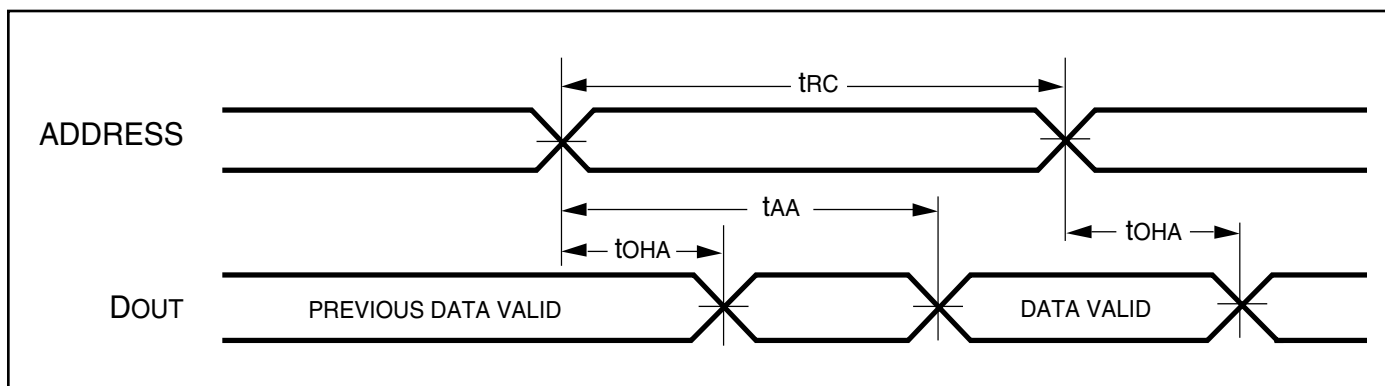 tRC
ADDRESS
tAA
tOHA
tOHA
DOUT
PREVIOUS DATA VALID
DATA VALID